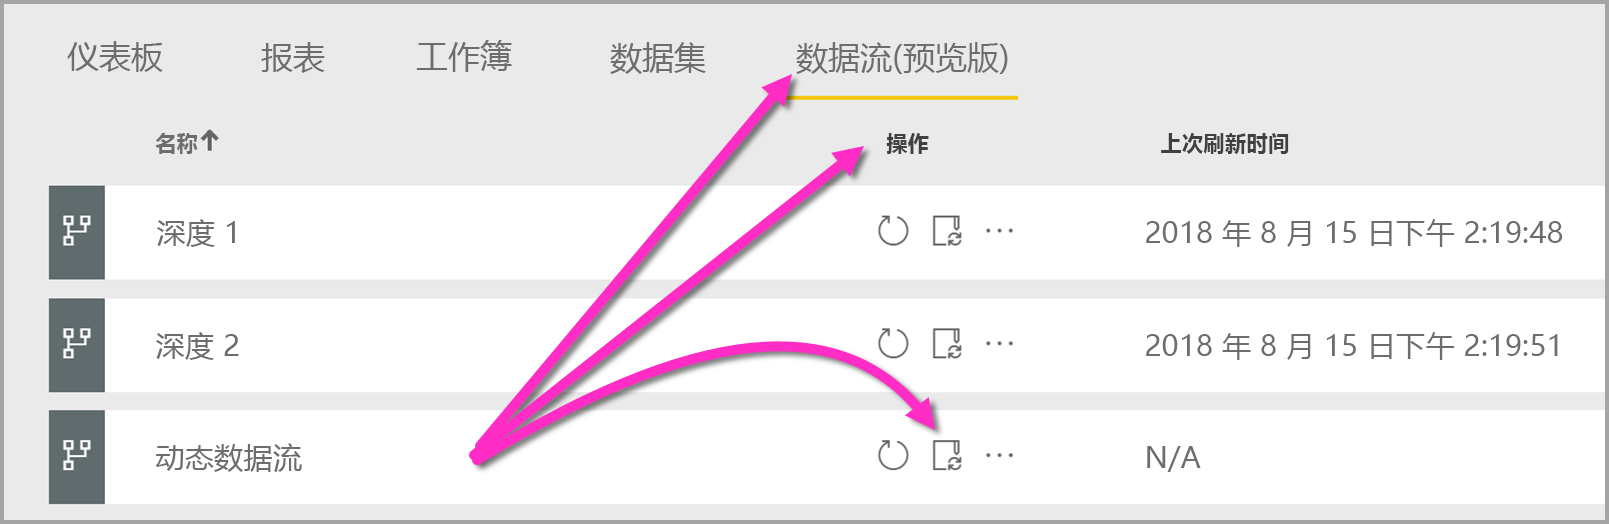 仪表板 报表 工作簿 数据集 数据流(预览版)
名称↑ 操作 上次刷新时间
深度 1 ··· 2018 年 8 月 15 日下午 2:19:48
深度 2 ··· 2018 年 8 月 15 日下午 2:19:51
动态数据流 ··· N/A